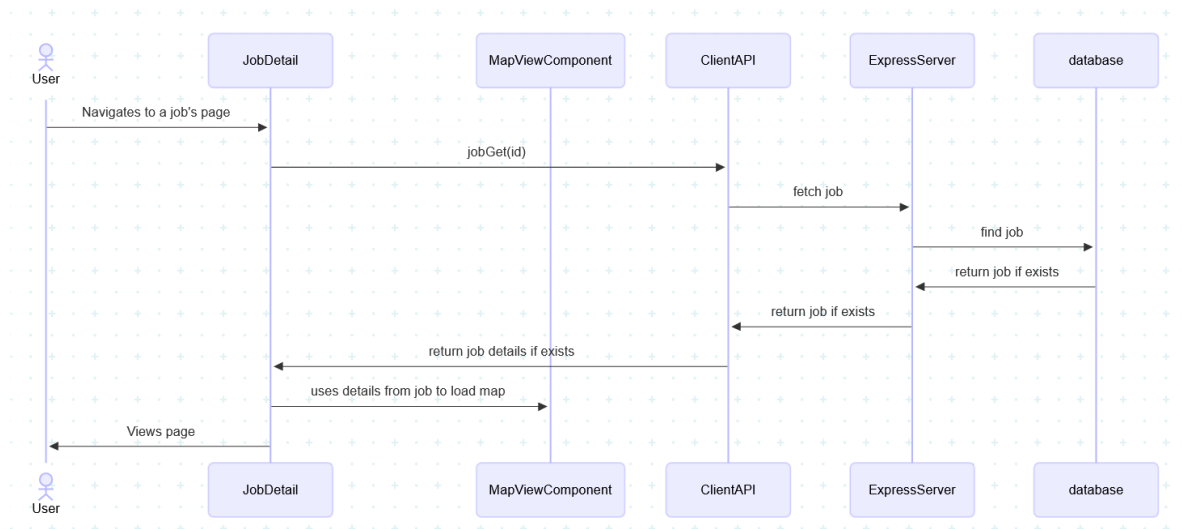 User
JobDetail
MapViewComponent
ClientAPI
ExpressServer
database
Navigates to a job's page
jobGet(id)
fetch job
find job
return job if exists
return job if exists
return job details if exists
uses details from job to load map
Views page
User
JobDetail
MapViewComponent
ClientAPI
ExpressServer
database